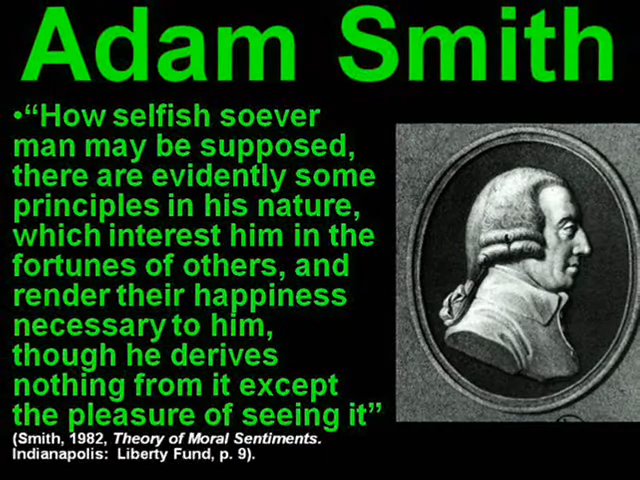 Adam Smith
•“How selfish soever
man may be supposed,
there are evidently some
principles in his nature,
which interest him in the
fortunes of others, and
render their happiness
necessary to him,
though he derives
nothing from it except
the pleasure of seeing it”
(Smith, 1982, Theory of Moral Sentiments.
Indianapolis: Liberty Fund, p. 9).